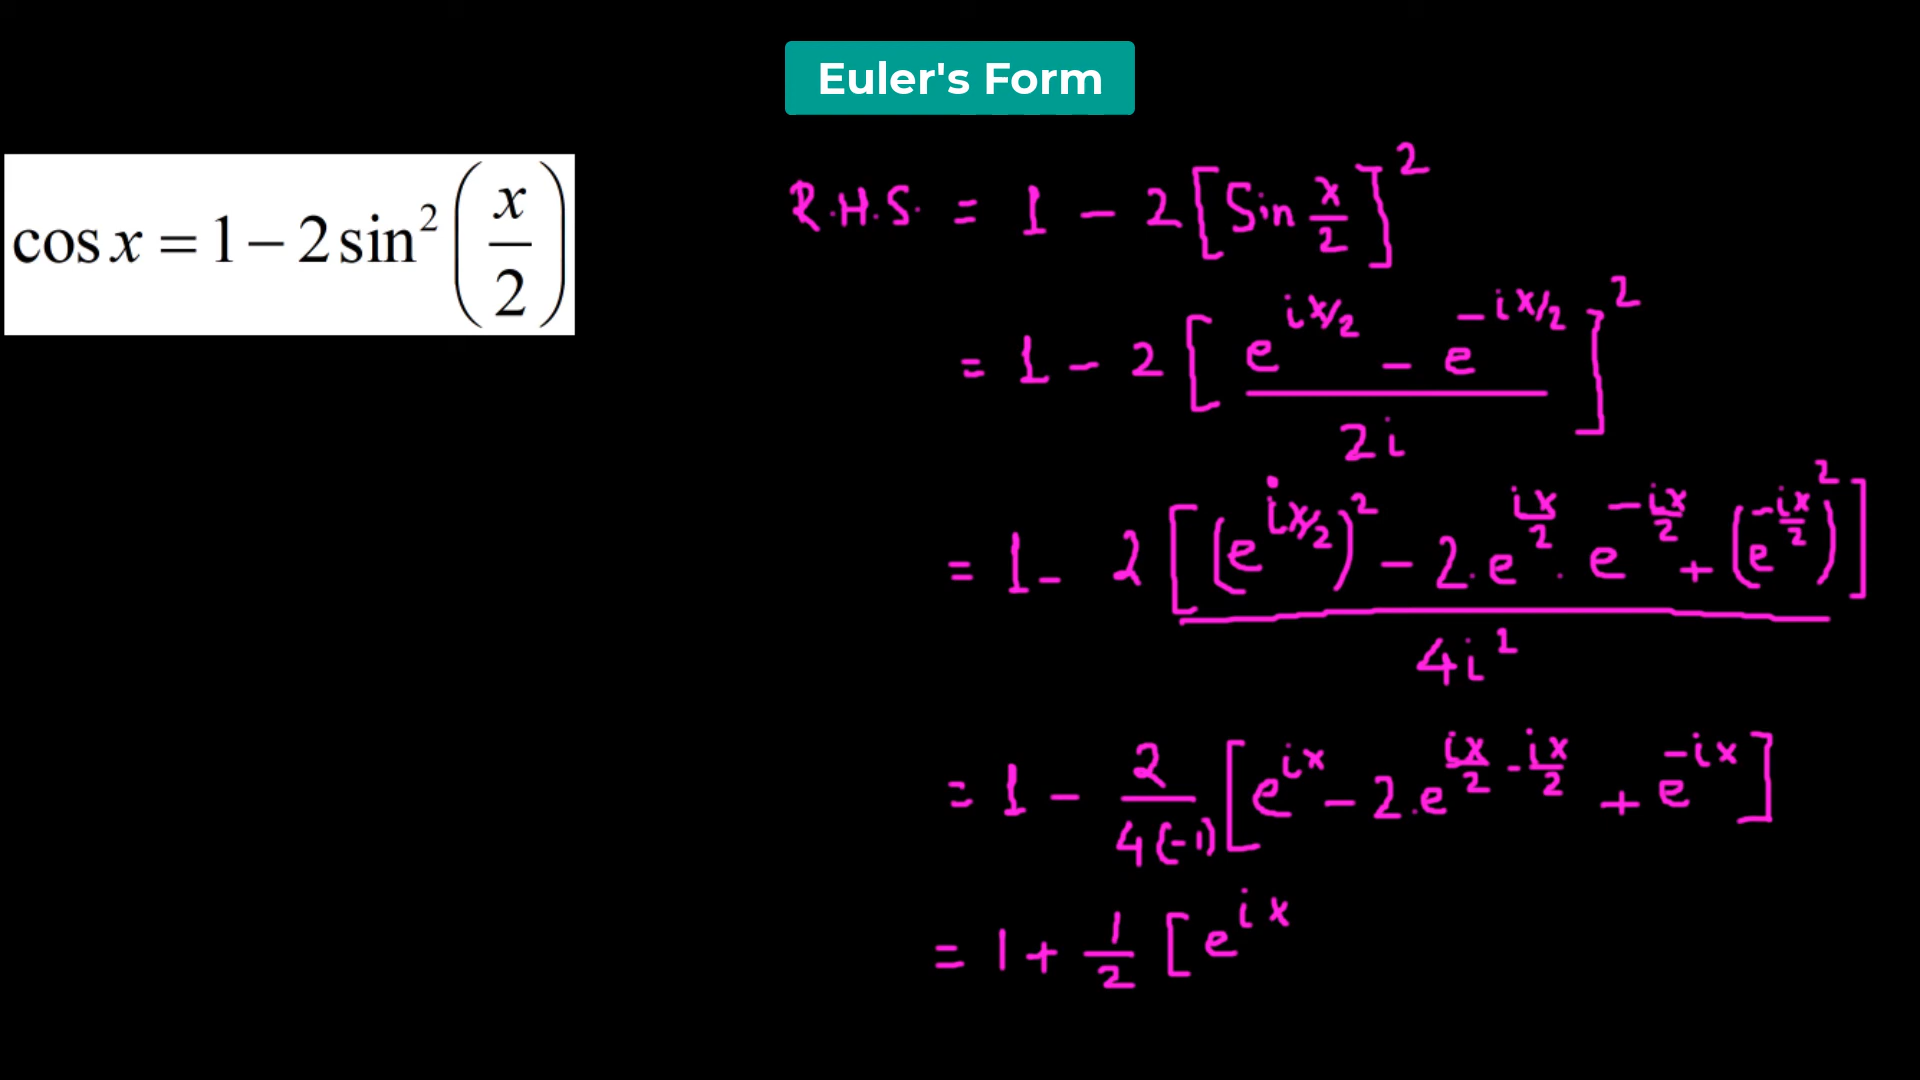 Euler's Form
cos x = 1 − 2 sin² (x/2)
R.H.S. = 1 − 2 [Sin x/2]²
= 1 − 2 [(e^(ix/2) − e^(−ix/2))/2i]²
= 1 − 2 [(e^(ix/2))² − 2·e^(ix/2)·e^(−ix/2) + (e^(−ix/2))²]/4i²
= 1 − 2/4(−1) [e^(ix) − 2·e^(ix/2 − ix/2) + e^(−ix)]
= 1 + 1/2 [e^(ix)